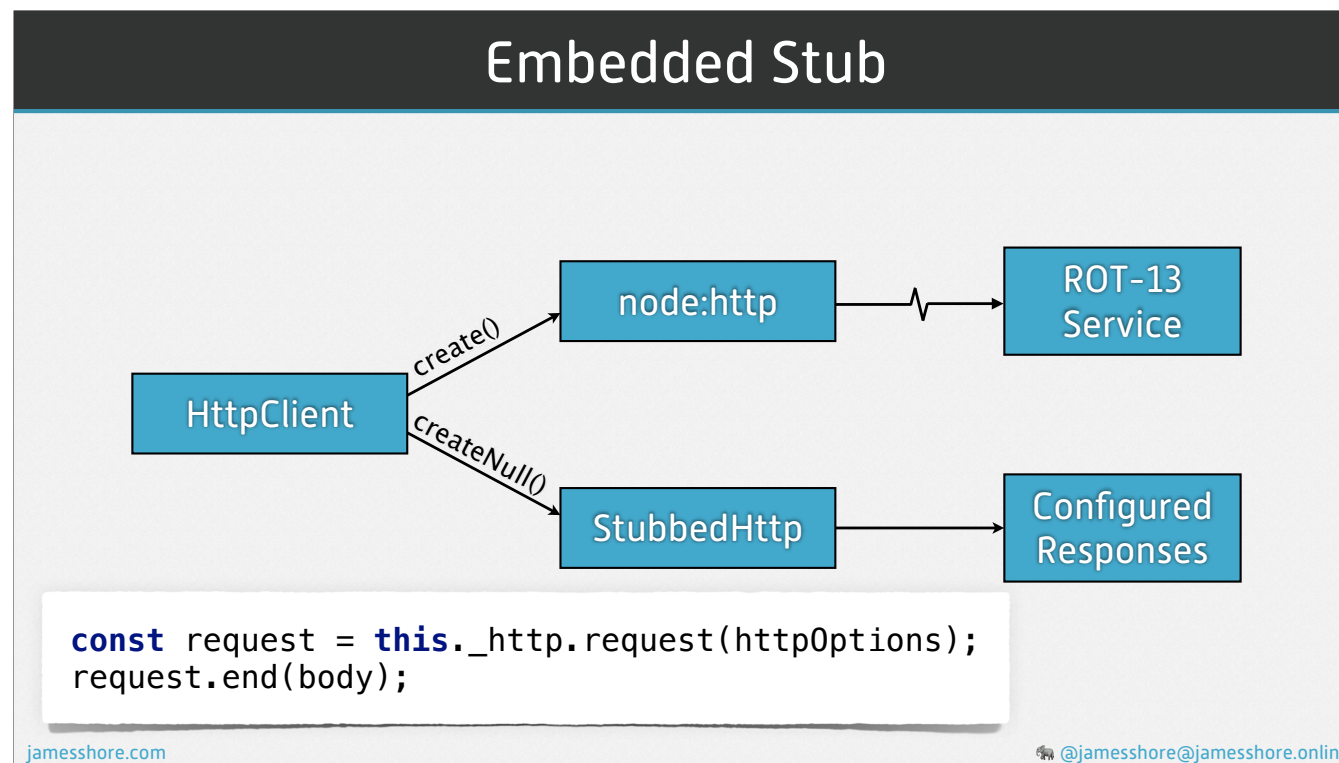 Embedded Stub
node:http
ROT-13
Service
create()
HttpClient
createNull()
StubbedHttp
Configured
Responses
const request = this._http.request(httpOptions);
request.end(body);
jamesshore.com
@jamesshore@jamesshore.onlin